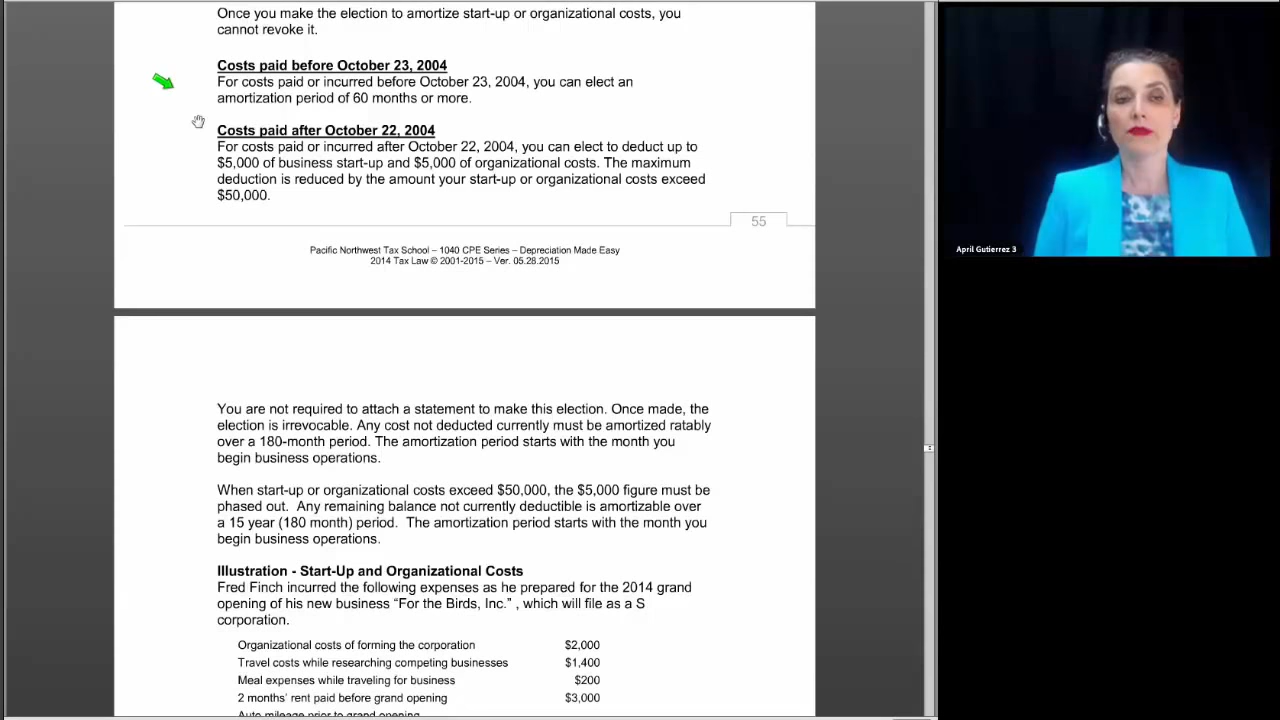 Once you make the election to amortize start-up or organizational costs, you
cannot revoke it.
Costs paid before October 23, 2004
For costs paid or incurred before October 23, 2004, you can elect an
amortization period of 60 months or more.
Costs paid after October 22, 2004
For costs paid or incurred after October 22, 2004, you can elect to deduct up to
$5,000 of business start-up and $5,000 of organizational costs. The maximum
deduction is reduced by the amount your start-up or organizational costs exceed
$50,000.
55
Pacific Northwest Tax School – 1040 CPE Series – Depreciation Made Easy
2014 Tax Law © 2001-2015 – Ver. 05.28.2015
You are not required to attach a statement to make this election. Once made, the
election is irrevocable. Any cost not deducted currently must be amortized ratably
over a 180-month period. The amortization period starts with the month you
begin business operations.
When start-up or organizational costs exceed $50,000, the $5,000 figure must be
phased out.  Any remaining balance not currently deductible is amortizable over
a 15 year (180 month) period.  The amortization period starts with the month you
begin business operations.
Illustration - Start-Up and Organizational Costs
Fred Finch incurred the following expenses as he prepared for the 2014 grand
opening of his new business “For the Birds, Inc.” , which will file as a S
corporation.
Organizational costs of forming the corporation $2,000
Travel costs while researching competing businesses $1,400
Meal expenses while traveling for business $200
2 months’ rent paid before grand opening $3,000
Auto mileage prior to grand opening
April Gutierrez 3